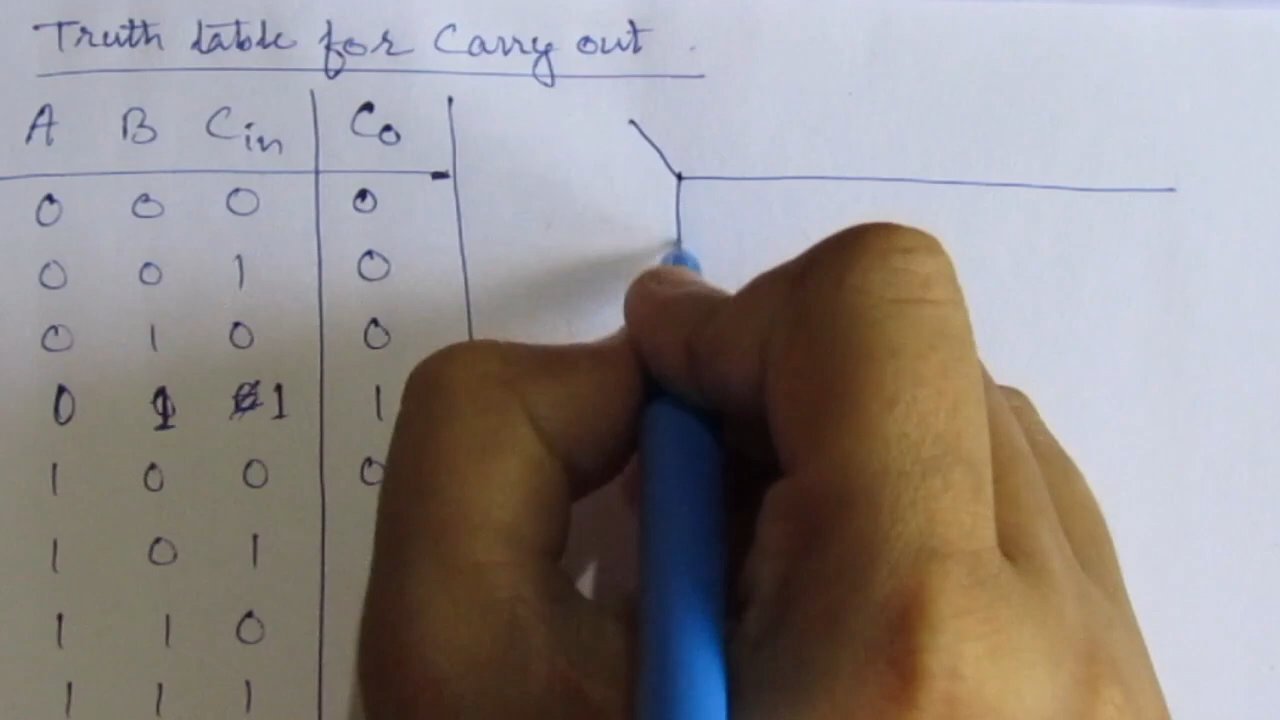 Truth table for Carry out.
A B Cin Co
0 0 0 0
0 0 1 0
0 1 0 0
0 1 1 1
1 0 0 0
1 0 1
1 1 0
1 1 1